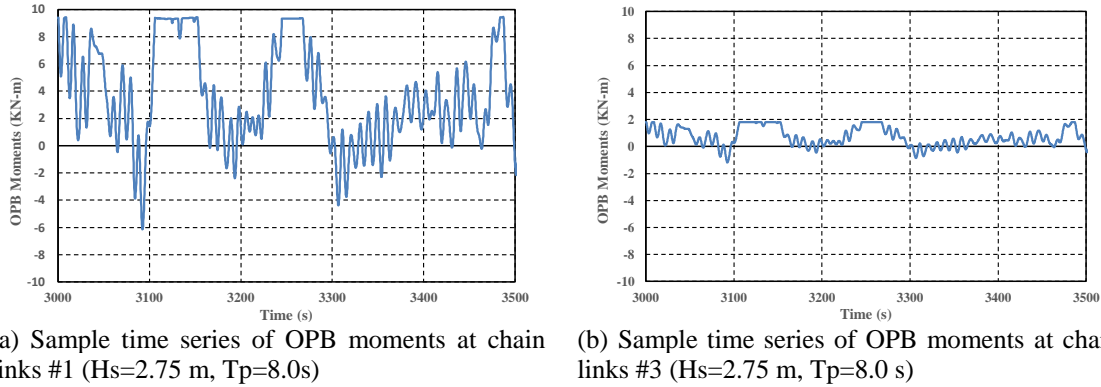 10
8
6
4
2
0
-2
-4
-6
-8
-10
OPB Moments (KN-m)
3000 3100 3200 3300 3400 3500
Time (s)
a) Sample time series of OPB moments at chain
inks #1 (Hs=2.75 m, Tp=8.0s)
10
8
6
4
2
0
-2
-4
-6
-8
-10
OPB Moments (KN-m)
3000 3100 3200 3300 3400 3500
Time (s)
(b) Sample time series of OPB moments at chai
links #3 (Hs=2.75 m, Tp=8.0 s)